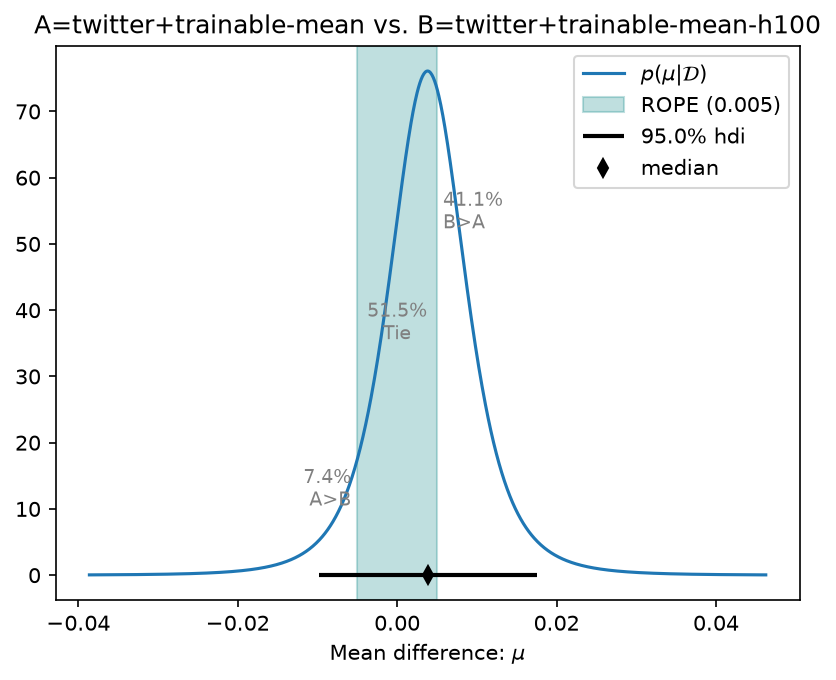 A=twitter+trainable-mean vs. B=twitter+trainable-mean-h100
p(μ|𝒟)
ROPE (0.005)
95.0% hdi
median
70
60
50
40
30
20
10
0
41.1%
B>A
51.5%
Tie
7.4%
A>B
−0.04
−0.02
0.00
0.02
0.04
Mean difference: μ